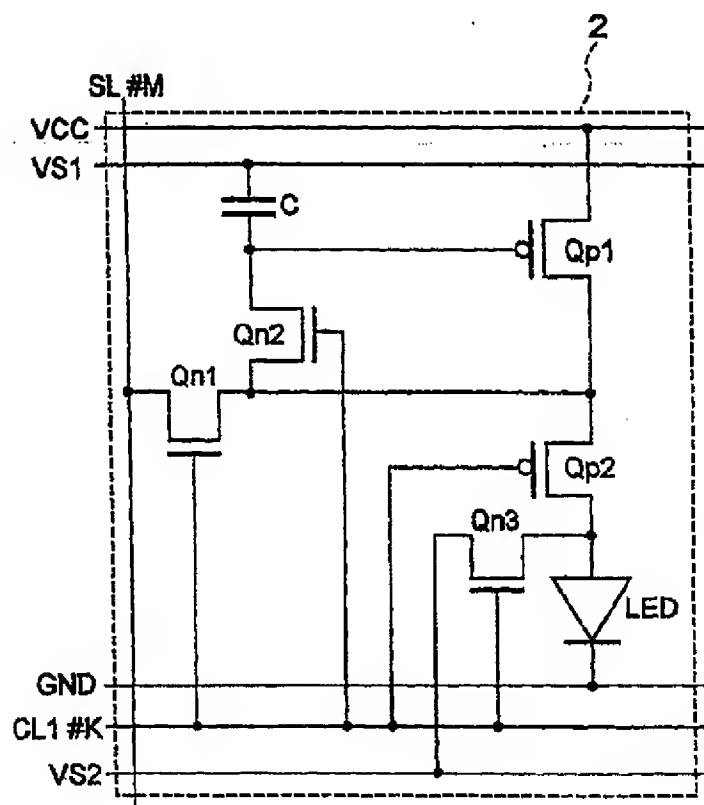 2
SL #M
VCC
VS1
C
Qp1
Qn2
Qn1
Qp2
Qn3
LED
GND
CL1 #K
VS2